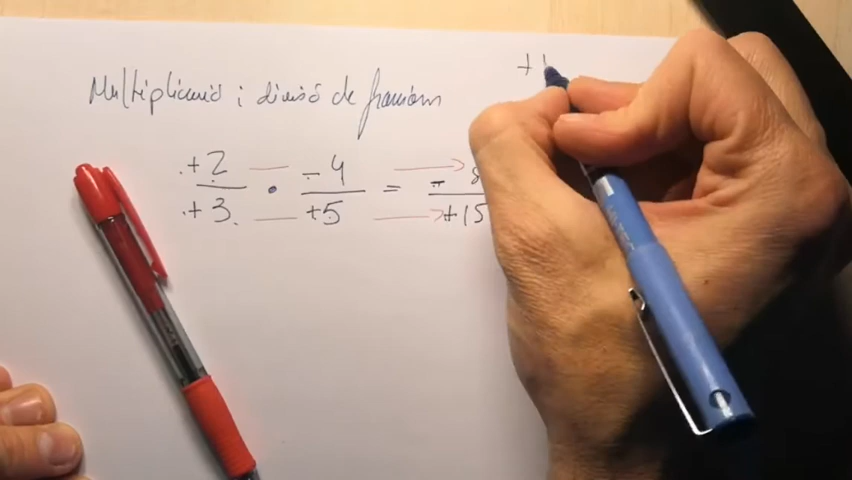 Multiplicació i divisió de fraccions
+2 — -4 → - 8
· =
+3 — +5 → +15
+